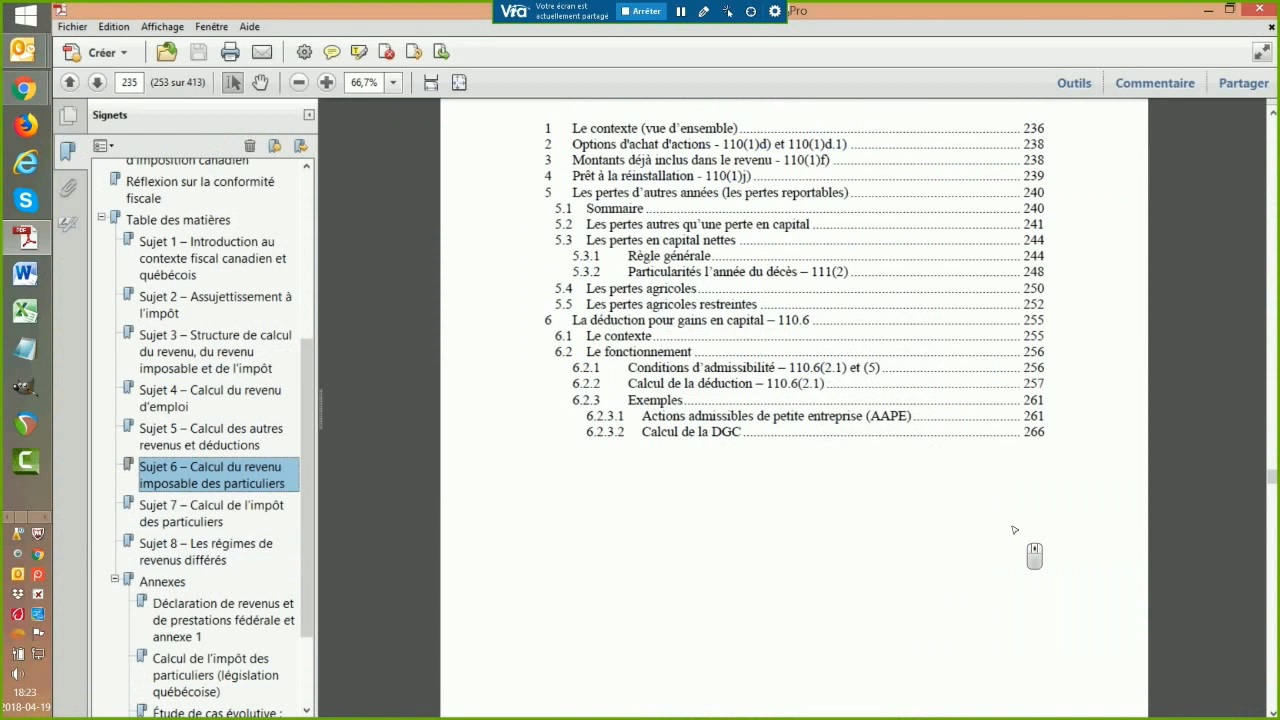 Via
Votre écran est
actuellement partagé
Arrêter
Pro
Fichier Edition Affichage Fenêtre Aide
Créer
235 (253 sur 413) 66,7%
Outils Commentaire Partager
Signets
d'imposition canadien
Réflexion sur la conformité
fiscale
Table des matières
Sujet 1 – Introduction au
contexte fiscal canadien et
québécois
Sujet 2 – Assujettissement à
l'impôt
Sujet 3 – Structure de calcul
du revenu, du revenu
imposable et de l'impôt
Sujet 4 – Calcul du revenu
d'emploi
Sujet 5 – Calcul des autres
revenus et déductions
Sujet 6 – Calcul du revenu
imposable des particuliers
Sujet 7 – Calcul de l'impôt
des particuliers
Sujet 8 – Les régimes de
revenus différés
Annexes
Déclaration de revenus et
de prestations fédérale et
annexe 1
Calcul de l'impôt des
particuliers (législation
québécoise)
Étude de cas évolutive :
1 Le contexte (vue d'ensemble) 236
2 Options d'achat d'actions - 110(1)d) et 110(1)d.1) 238
3 Montants déjà inclus dans le revenu - 110(1)f) 238
4 Prêt à la réinstallation - 110(1)j) 239
5 Les pertes d'autres années (les pertes reportables) 240
5.1 Sommaire 240
5.2 Les pertes autres qu'une perte en capital 241
5.3 Les pertes en capital nettes 244
5.3.1 Règle générale 244
5.3.2 Particularités l'année du décès – 111(2) 248
5.4 Les pertes agricoles 250
5.5 Les pertes agricoles restreintes 252
6 La déduction pour gains en capital – 110.6 255
6.1 Le contexte 255
6.2 Le fonctionnement 256
6.2.1 Conditions d'admissibilité – 110.6(2.1) et (5) 256
6.2.2 Calcul de la déduction – 110.6(2.1) 257
6.2.3 Exemples 261
6.2.3.1 Actions admissibles de petite entreprise (AAPE) 261
6.2.3.2 Calcul de la DGC 266
18:23
2018-04-19